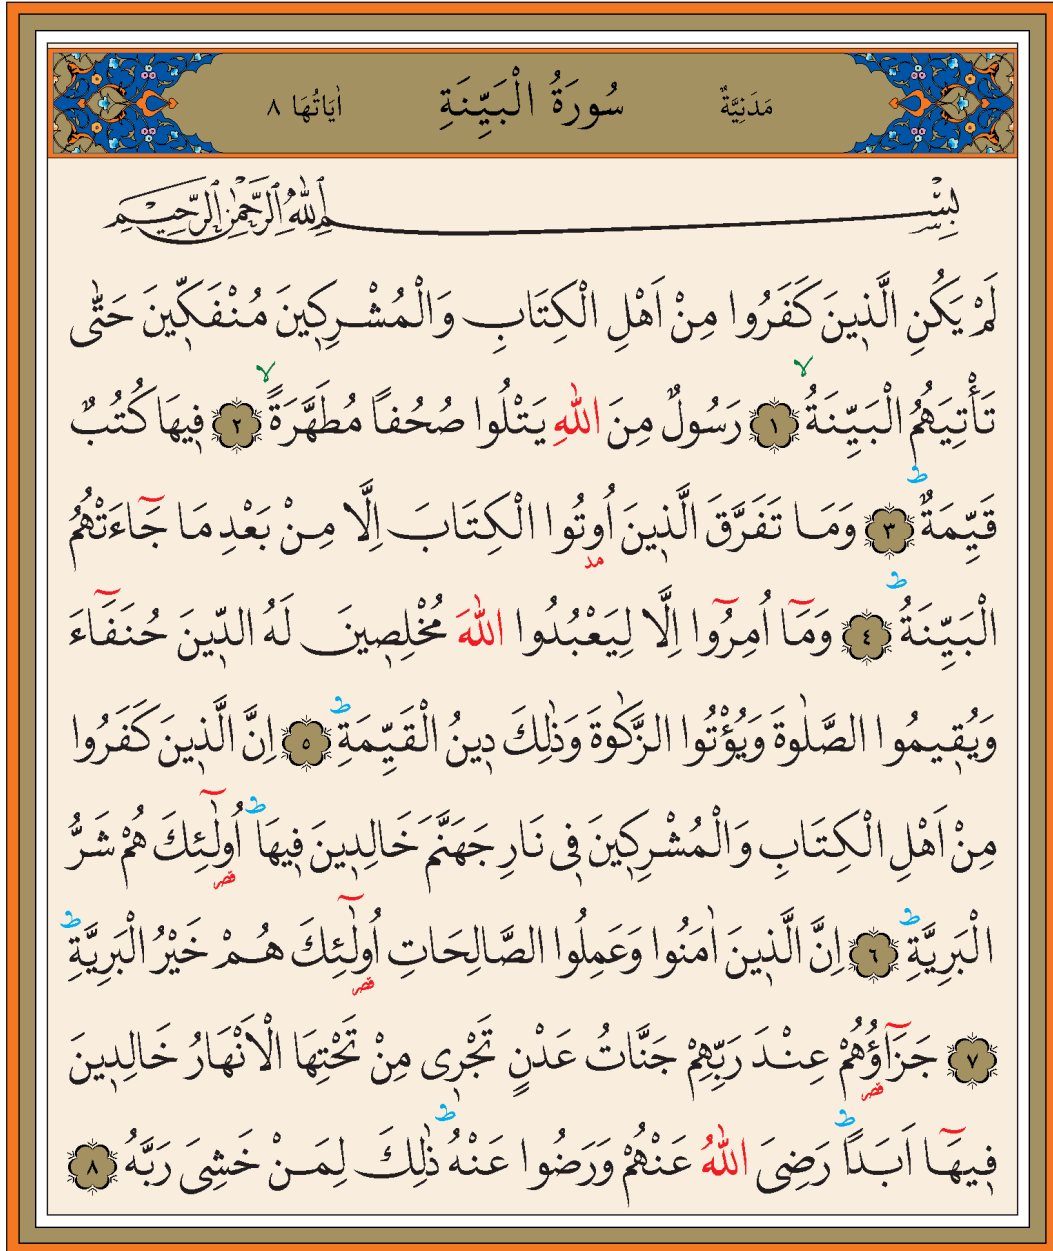 مَدَنِيَّةٌ سُورَةُ الْبَيِّنَةِ اٰيَاتُهَا ٨
بِسْمِ اللّٰهِ الرَّحْمٰنِ الرَّحِيمِ
لَمْ يَكُنِ الَّذ۪ينَ كَفَرُوا مِنْ اَهْلِ الْكِتَابِ وَالْمُشْرِك۪ينَ مُنْفَكّ۪ينَ حَتّٰى
تَأْتِيَهُمُ الْبَيِّنَةُۙ ١ رَسُولٌ مِنَ اللّٰهِ يَتْلُوا صُحُفاً مُطَهَّرَةًۙ ٢ ف۪يهَا كُتُبٌ
قَيِّمَةٌۜ ٣ وَمَا تَفَرَّقَ الَّذ۪ينَ اُو۫تُوا الْكِتَابَ اِلَّا مِنْ بَعْدِ مَا جَٓاءَتْهُمُ
الْبَيِّنَةُۜ ٤ وَمَٓا اُمِرُٓوا اِلَّا لِيَعْبُدُوا اللّٰهَ مُخْلِص۪ينَ لَهُ الدّ۪ينَ حُنَفَٓاءَ
وَيُق۪يمُوا الصَّلٰوةَ وَيُؤْتُوا الزَّكٰوةَ وَذٰلِكَ د۪ينُ الْقَيِّمَةِۜ ٥ اِنَّ الَّذ۪ينَ كَفَرُوا
مِنْ اَهْلِ الْكِتَابِ وَالْمُشْرِك۪ينَ ف۪ي نَارِ جَهَنَّمَ خَالِد۪ينَ ف۪يهَاۜ اُو۬لٰٓئِكَ هُمْ شَرُّ
الْبَرِيَّةِۜ ٦ اِنَّ الَّذ۪ينَ اٰمَنُوا وَعَمِلُوا الصَّالِحَاتِ اُو۬لٰٓئِكَ هُمْ خَيْرُ الْبَرِيَّةِۜ
٧ جَزَٓاؤُ۬هُمْ عِنْدَ رَبِّهِمْ جَنَّاتُ عَدْنٍ تَجْر۪ي مِنْ تَحْتِهَا الْاَنْهَارُ خَالِد۪ينَ
ف۪يهَٓا اَبَداًۜ رَضِيَ اللّٰهُ عَنْهُمْ وَرَضُوا عَنْهُۜ ذٰلِكَ لِمَنْ خَشِيَ رَبَّهُ ٨